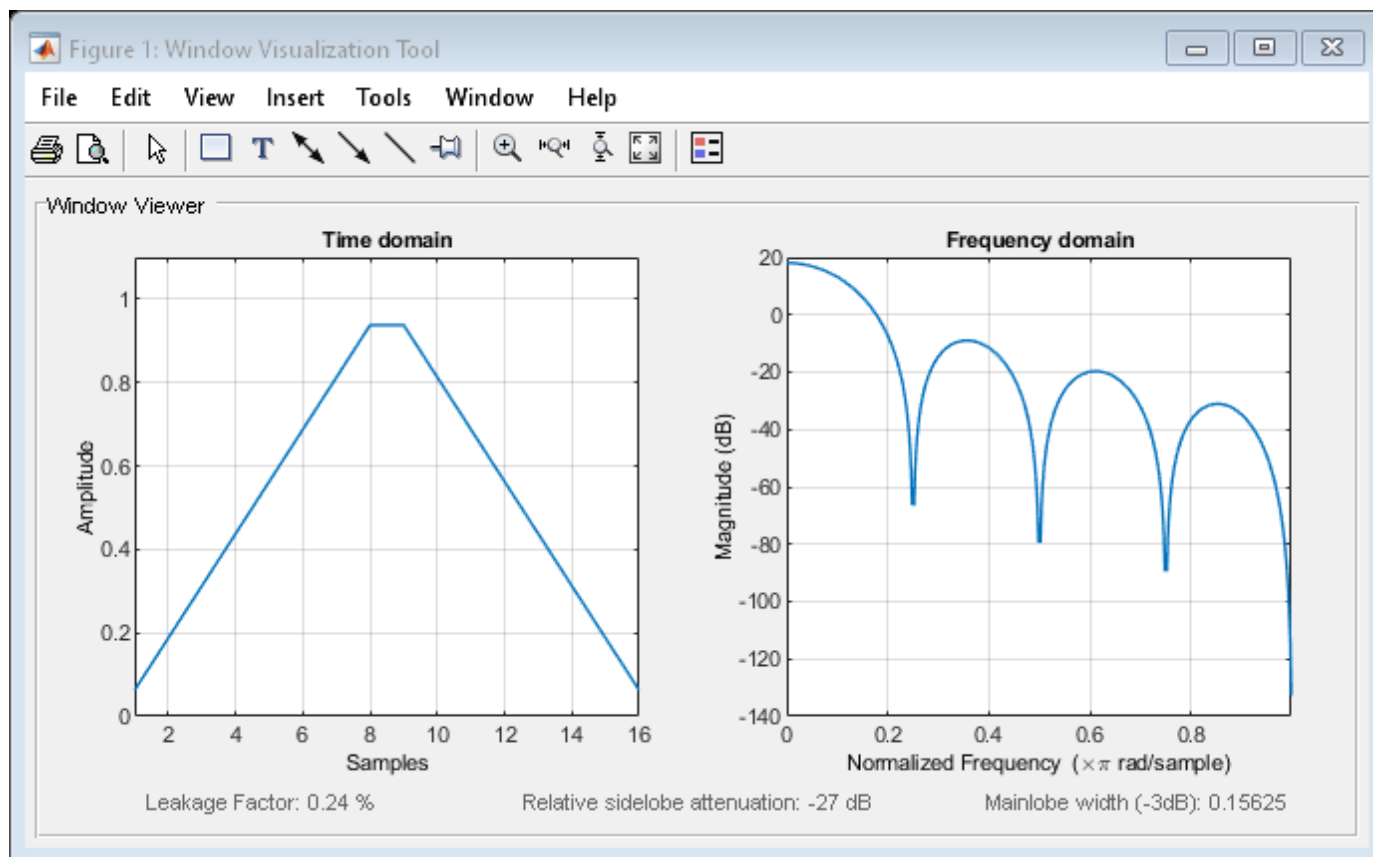 Figure 1: Window Visualization Tool
File Edit View Insert Tools Window Help
T
Window Viewer
Time domain
1
0.8
0.6
0.4
0.2
0
Amplitude
2 4 6 8 10 12 14 16
Samples
Frequency domain
20
0
-20
-40
-60
-80
-100
-120
-140
Magnitude (dB)
0 0.2 0.4 0.6 0.8
Normalized Frequency (×π rad/sample)
Leakage Factor: 0.24 %
Relative sidelobe attenuation: -27 dB
Mainlobe width (-3dB): 0.15625